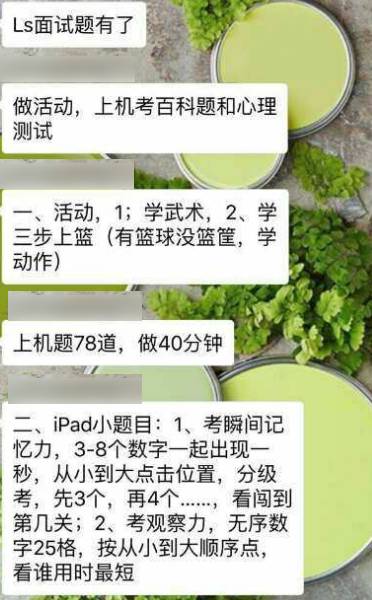 Ls面试题有了
做活动，上机考百科题和心理
测试
一、活动，1；学武术，2、学
三步上篮（有篮球没篮筐，学
动作）
上机题78道，做40分钟
二、iPad小题目：1、考瞬间记
忆力，3-8个数字一起出现一
秒，从小到大点击位置，分级
考，先3个，再4个……，看闯到
第几关；2、考观察力，无序数
字25格，按从小到大顺序点，
看谁用时最短